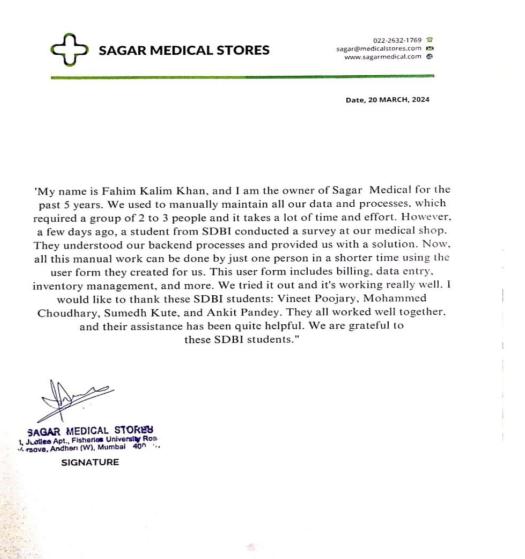 SAGAR MEDICAL STORES
022-2632-1769
sagar@medicalstores.com
www.sagarmedical.com
Date, 20 MARCH, 2024
'My name is Fahim Kalim Khan, and I am the owner of Sagar Medical for the
past 5 years. We used to manually maintain all our data and processes, which
required a group of 2 to 3 people and it takes a lot of time and effort. However,
a few days ago, a student from SDBI conducted a survey at our medical shop.
They understood our backend processes and provided us with a solution. Now,
all this manual work can be done by just one person in a shorter time using the
user form they created for us. This user form includes billing, data entry,
inventory management, and more. We tried it out and it's working really well. I
would like to thank these SDBI students: Vineet Poojary, Mohammed
Choudhary, Sumedh Kute, and Ankit Pandey. They all worked well together,
and their assistance has been quite helpful. We are grateful to
these SDBI students."
SAGAR MEDICAL STORES
Apt., Fisheries University
Andheri (W), Mumbai
SIGNATURE